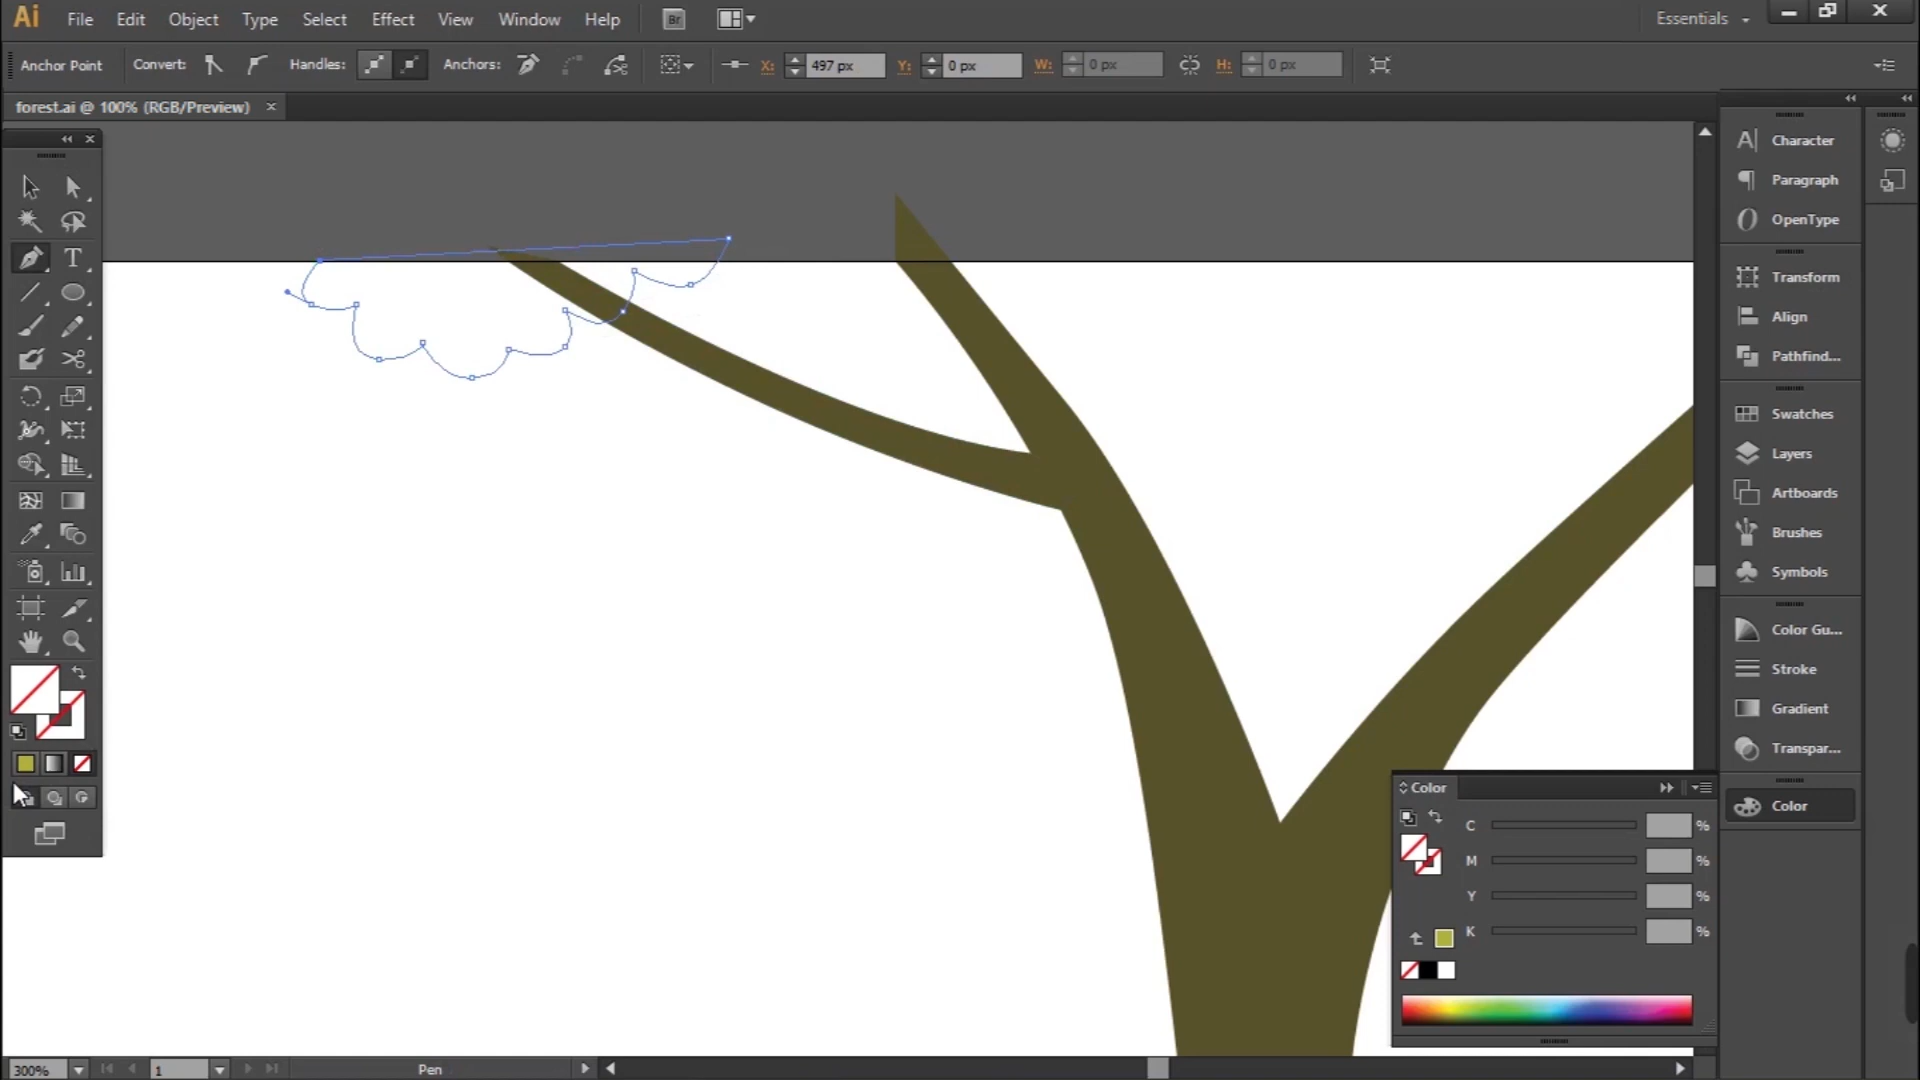 Ai File Edit Object Type Select Effect View Window Help Br Essentials
Anchor Point Convert: Handles: Anchors: X: 497 px Y: 0 px W: 0 px H: 0 px
forest.ai @ 100% (RGB/Preview)
Character
Paragraph
OpenType
Transform
Align
Pathfind...
Swatches
Layers
Artboards
Brushes
Symbols
Color Gu...
Stroke
Gradient
Transpar...
Color
Color
C %
M %
Y %
K %
300% 1 Pen